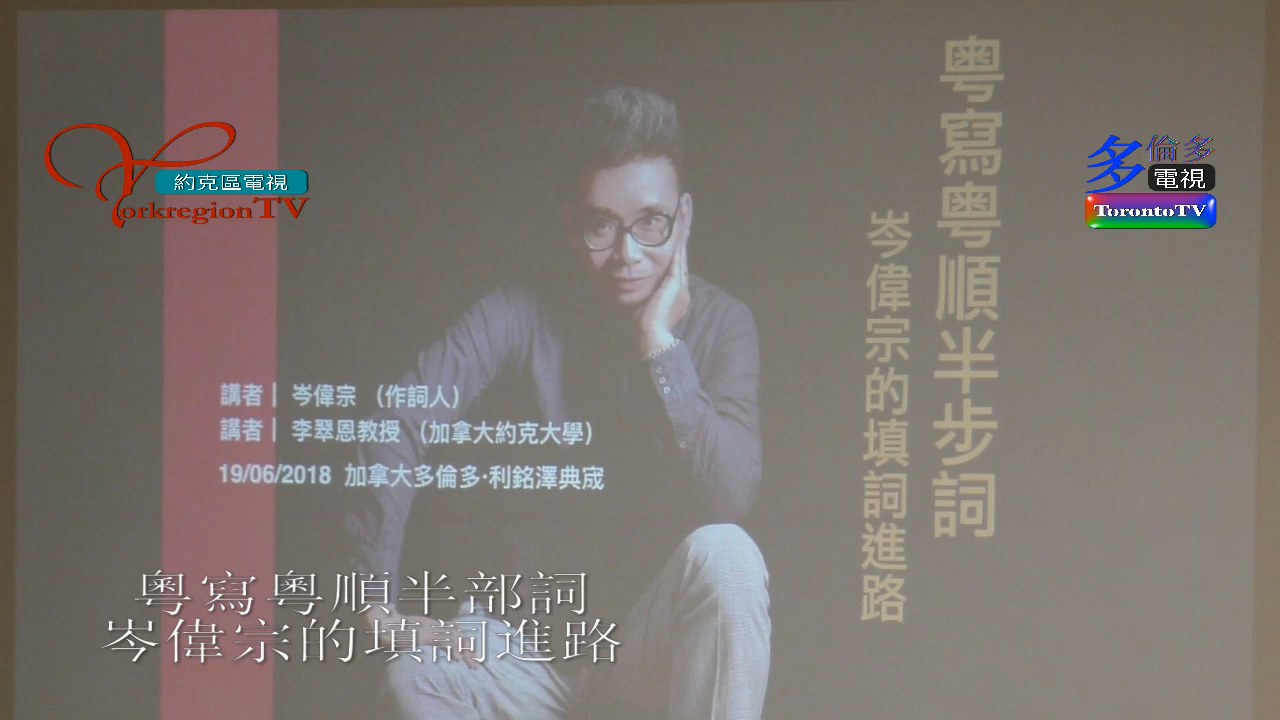 粵寫粵順半步詞
岑偉宗的填詞進路
約克區電視
YorkregionTV
多倫多
電視
TorontoTV
講者| 岑偉宗 (作詞人)
講者| 李翠恩教授 (加拿大約克大學)
19/06/2018 加拿大多倫多·利銘澤典宬
粵寫粵順半部詞
岑偉宗的填詞進路